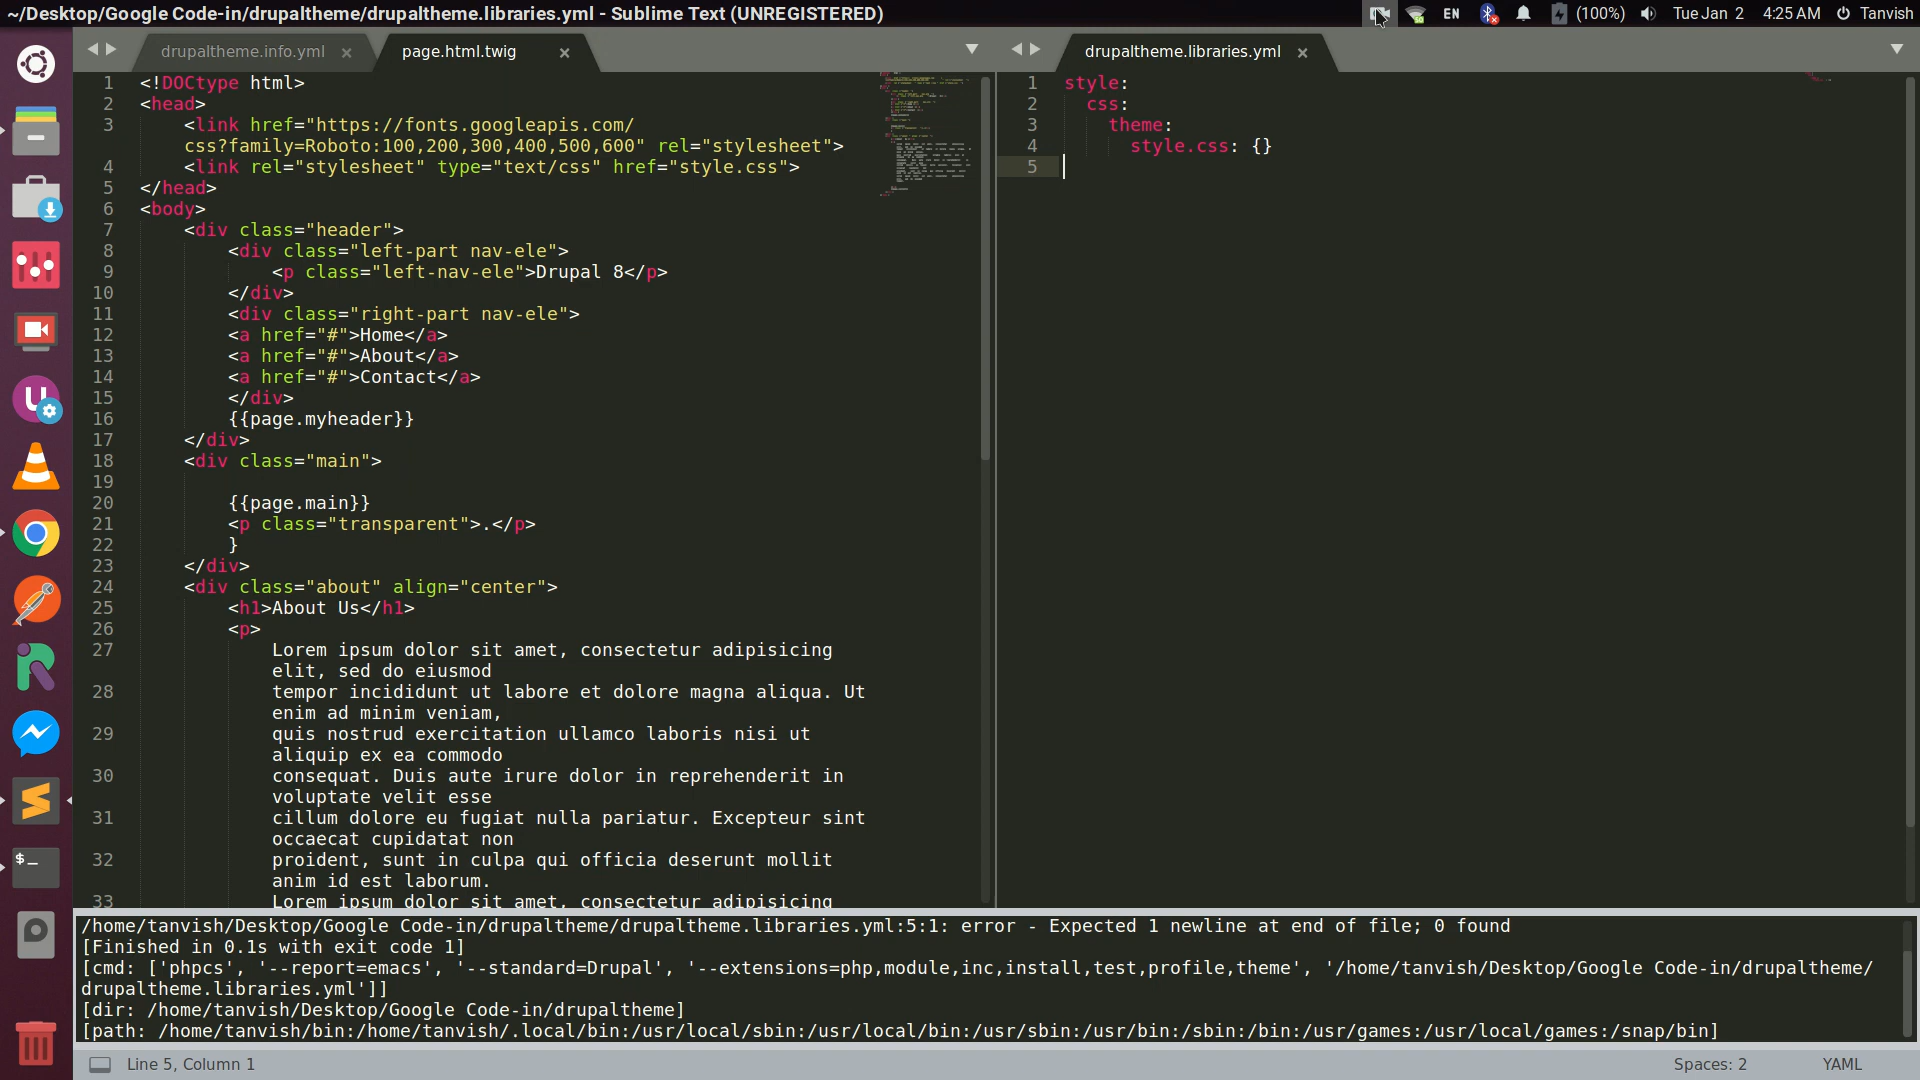 ~/Desktop/Google Code-in/drupaltheme/drupaltheme.libraries.yml - Sublime Text (UNREGISTERED)
EN
(100%)
Tue Jan 2 4:25 AM
Tanvish
drupaltheme.info.yml
page.html.twig
drupaltheme.libraries.yml
1 <!DOCtype html>
2 <head>
3 <link href="https://fonts.googleapis.com/
css?family=Roboto:100,200,300,400,500,600" rel="stylesheet">
4 <link rel="stylesheet" type="text/css" href="style.css">
5 </head>
6 <body>
7 <div class="header">
8 <div class="left-part nav-ele">
9 <p class="left-nav-ele">Drupal 8</p>
10 </div>
11 <div class="right-part nav-ele">
12 <a href="#">Home</a>
13 <a href="#">About</a>
14 <a href="#">Contact</a>
15 </div>
16 {{page.myheader}}
17 </div>
18 <div class="main">
19
20 {{page.main}}
21 <p class="transparent">.</p>
22 }
23 </div>
24 <div class="about" align="center">
25 <h1>About Us</h1>
26 <p>
27 Lorem ipsum dolor sit amet, consectetur adipisicing
elit, sed do eiusmod
28 tempor incididunt ut labore et dolore magna aliqua. Ut
enim ad minim veniam,
29 quis nostrud exercitation ullamco laboris nisi ut
aliquip ex ea commodo
30 consequat. Duis aute irure dolor in reprehenderit in
voluptate velit esse
31 cillum dolore eu fugiat nulla pariatur. Excepteur sint
occaecat cupidatat non
32 proident, sunt in culpa qui officia deserunt mollit
anim id est laborum.
33 Lorem ipsum dolor sit amet, consectetur adipisicing
1 style:
2 css:
3 theme:
4 style.css: {}
5
/home/tanvish/Desktop/Google Code-in/drupaltheme/drupaltheme.libraries.yml:5:1: error - Expected 1 newline at end of file; 0 found
[Finished in 0.1s with exit code 1]
[cmd: ['phpcs', '--report=emacs', '--standard=Drupal', '--extensions=php,module,inc,install,test,profile,theme', '/home/tanvish/Desktop/Google Code-in/drupaltheme/
drupaltheme.libraries.yml']]
[dir: /home/tanvish/Desktop/Google Code-in/drupaltheme]
[path: /home/tanvish/bin:/home/tanvish/.local/bin:/usr/local/sbin:/usr/local/bin:/usr/sbin:/usr/bin:/sbin:/bin:/usr/games:/usr/local/games:/snap/bin]
Line 5, Column 1
Spaces: 2
YAML